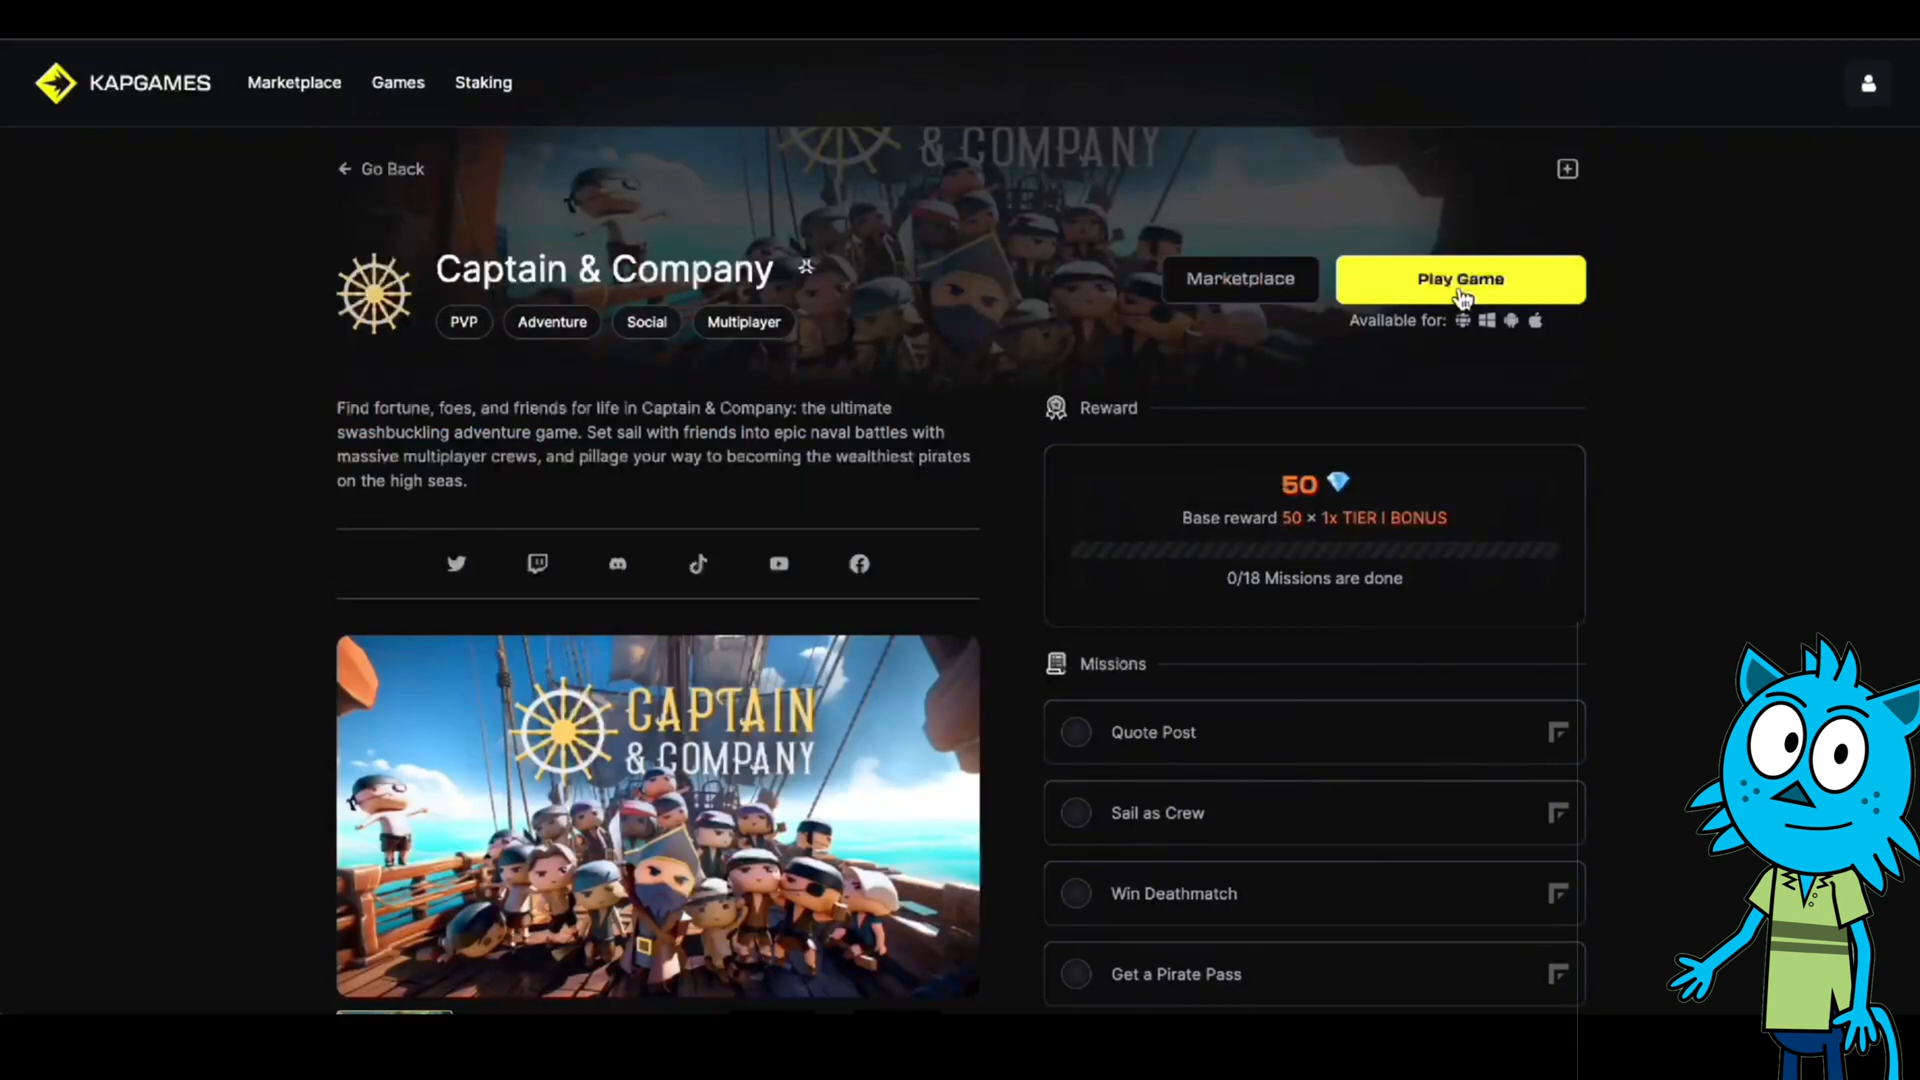 KAPGAMES
Marketplace
Games
Staking
& COMPANY
Go Back
Captain & Company
PVP
Adventure
Social
Multiplayer
Marketplace
Play Game
Available for:
Find fortune, foes, and friends for life in Captain & Company: the ultimate
swashbuckling adventure game. Set sail with friends into epic naval battles with
massive multiplayer crews, and pillage your way to becoming the wealthiest pirates
on the high seas.
CAPTAIN
& COMPANY
Reward
50
Base reward 50 × 1x TIER I BONUS
0/18 Missions are done
Missions
Quote Post
Sail as Crew
Win Deathmatch
Get a Pirate Pass